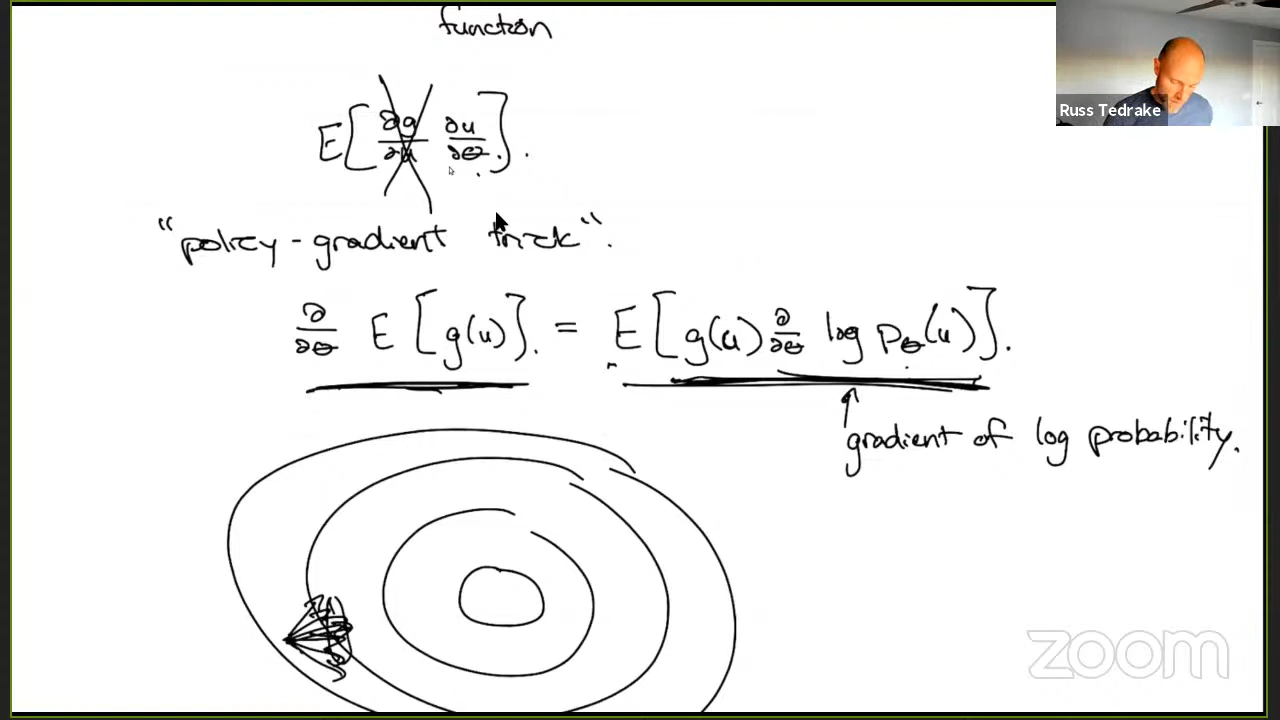 function
E[ ∂g/∂u ∂u/∂θ ].
"policy-gradient trick".
∂/∂θ E[g(u)]. = E[g(u) ∂/∂θ log pθ(u)].
gradient of log probability.
Russ Tedrake
zoom